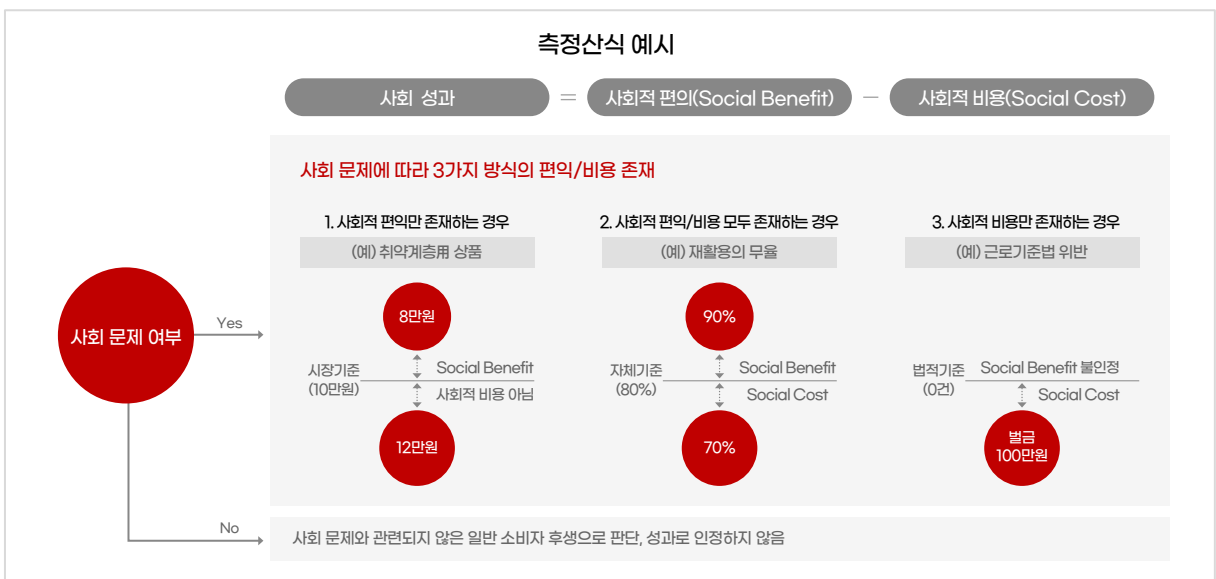 측정산식 예시
사회 성과 = 사회적 편의(Social Benefit) – 사회적 비용(Social Cost)
사회 문제에 따라 3가지 방식의 편익/비용 존재
1. 사회적 편익만 존재하는 경우
(예) 취약계층用 상품
8만원
시장기준
(10만원)
Social Benefit
사회적 비용 아님
12만원
2. 사회적 편익/비용 모두 존재하는 경우
(예) 재활용의 무율
90%
자체기준
(80%)
Social Benefit
Social Cost
70%
3. 사회적 비용만 존재하는 경우
(예) 근로기준법 위반
법적기준
(0건)
Social Benefit 불인정
Social Cost
벌금
100만원
사회 문제 여부
Yes
No
사회 문제와 관련되지 않은 일반 소비자 후생으로 판단, 성과로 인정하지 않음